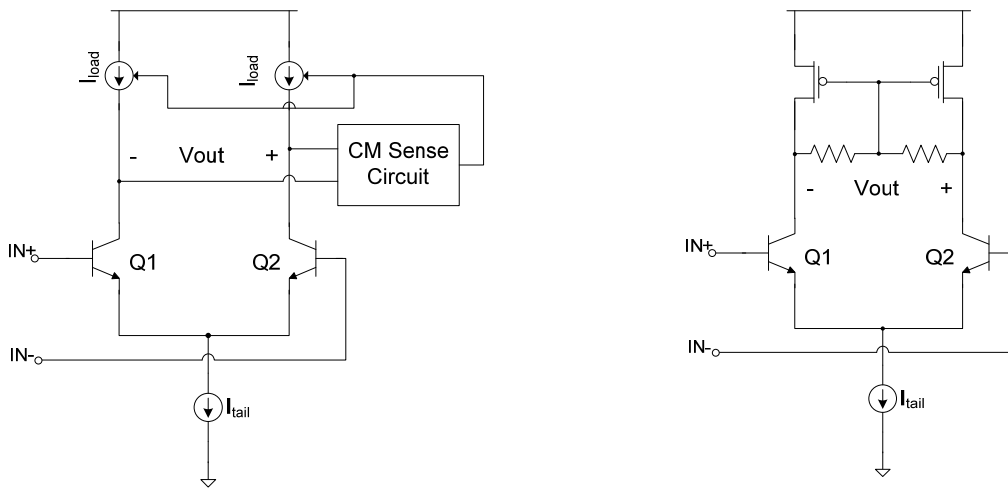 Iload
Iload
- Vout +
CM Sense
Circuit
IN+
Q1
Q2
IN-
Itail
- Vout +
IN+
Q1
Q2
IN-
Itail